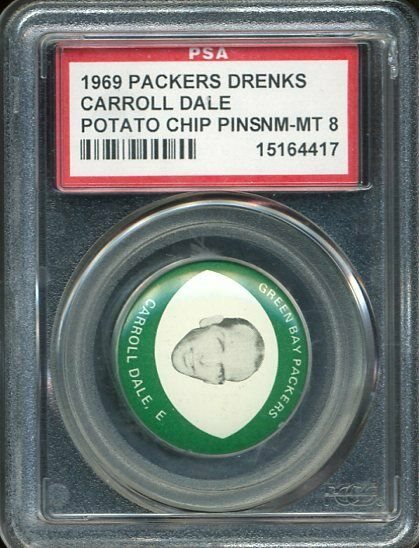 PSA
1969 PACKERS DRENKS
CARROLL DALE
POTATO CHIP PINSNM-MT 8
15164417
GREEN BAY PACKERS
CARROLL DALE, E